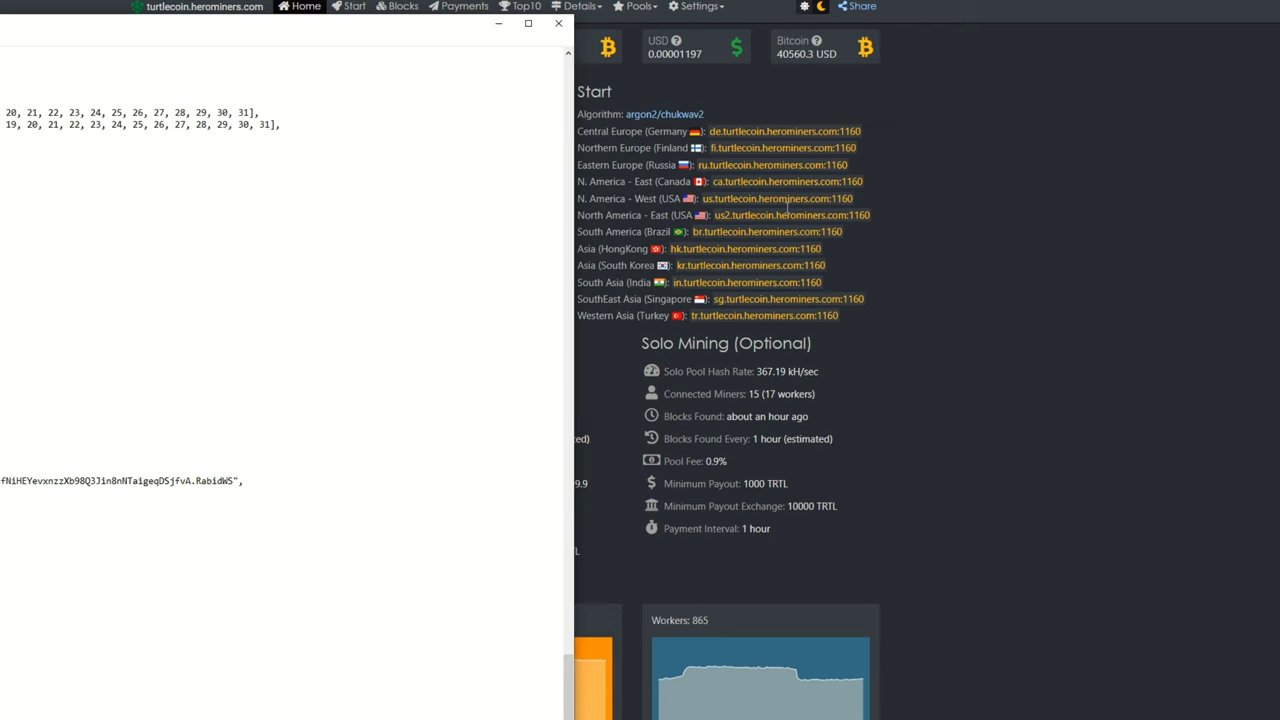 turtlecoin.herominers.com Home Start Blocks Payments Top10 Details Pools Settings Share
USD
0.00001197
Bitcoin
40560.3 USD
20, 21, 22, 23, 24, 25, 26, 27, 28, 29, 30, 31],
19, 20, 21, 22, 23, 24, 25, 26, 27, 28, 29, 30, 31],
fNiHEYevxnzzXb98Q3Jin8nNTaigeqDSjfvA.RabidWS",
Start
Algorithm: argon2/chukwav2
Central Europe (Germany): de.turtlecoin.herominers.com:1160
Northern Europe (Finland): fi.turtlecoin.herominers.com:1160
Eastern Europe (Russia): ru.turtlecoin.herominers.com:1160
N. America - East (Canada): ca.turtlecoin.herominers.com:1160
N. America - West (USA): us.turtlecoin.herominers.com:1160
North America - East (USA): us2.turtlecoin.herominers.com:1160
South America (Brazil): br.turtlecoin.herominers.com:1160
Asia (HongKong): hk.turtlecoin.herominers.com:1160
Asia (South Korea): kr.turtlecoin.herominers.com:1160
South Asia (India): in.turtlecoin.herominers.com:1160
SouthEast Asia (Singapore): sg.turtlecoin.herominers.com:1160
Western Asia (Turkey): tr.turtlecoin.herominers.com:1160
Solo Mining (Optional)
Solo Pool Hash Rate: 367.19 kH/sec
Connected Miners: 15 (17 workers)
Blocks Found: about an hour ago
ed)
Blocks Found Every: 1 hour (estimated)
Pool Fee: 0.9%
9.9
Minimum Payout: 1000 TRTL
Minimum Payout Exchange: 10000 TRTL
Payment Interval: 1 hour
L
Workers: 865